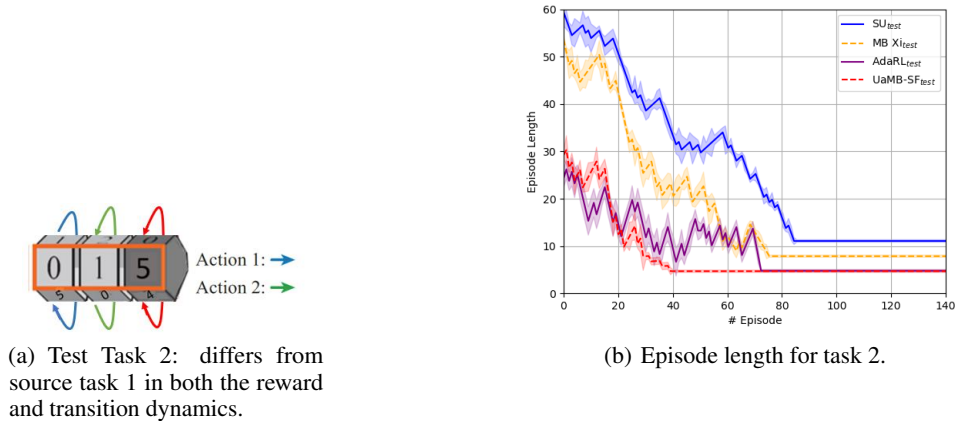 0 1 5
5 0 4
Action 1:
Action 2:
(a) Test Task 2: differs from
source task 1 in both the reward
and transition dynamics.
60
50
40
30
20
10
0
Episode Length
0 20 40 60 80 100 120 140
# Episode
SUtest
MB Xitest
AdaRLtest
UaMB-SFtest
(b) Episode length for task 2.